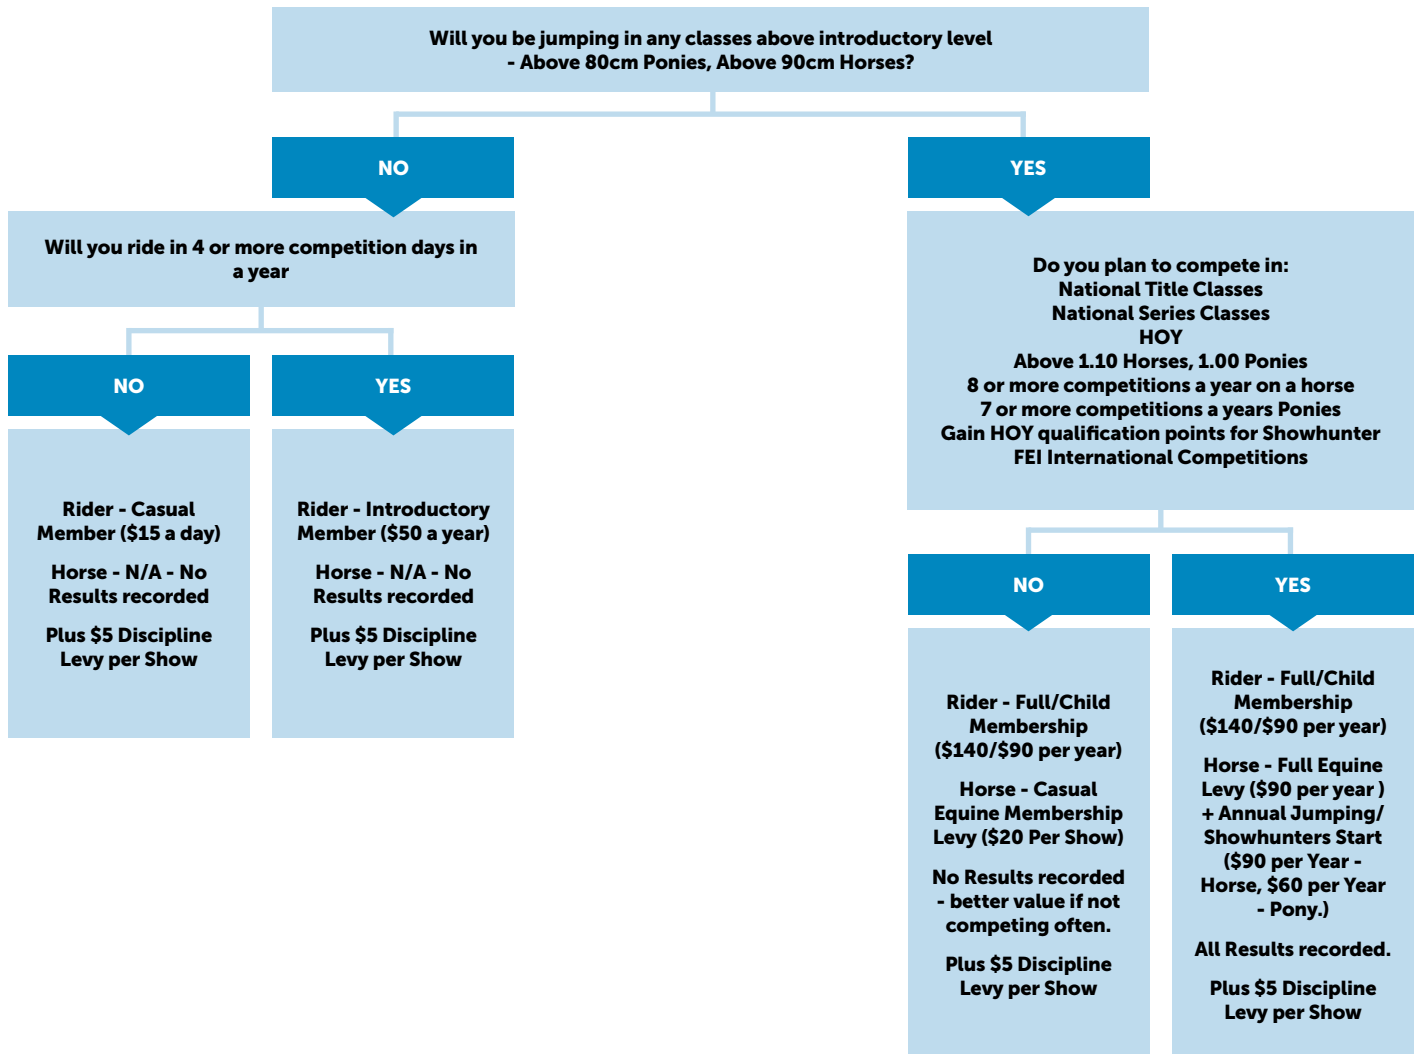 Will you be jumping in any classes above introductory level
- Above 80cm Ponies, Above 90cm Horses?
NO
YES
Will you ride in 4 or more competition days in
a year
NO
YES
Rider - Casual
Member ($15 a day)
Horse - N/A - No
Results recorded
Plus $5 Discipline
Levy per Show
Rider - Introductory
Member ($50 a year)
Horse - N/A - No
Results recorded
Plus $5 Discipline
Levy per Show
Do you plan to compete in:
National Title Classes
National Series Classes
HOY
Above 1.10 Horses, 1.00 Ponies
8 or more competitions a year on a horse
7 or more competitions a years Ponies
Gain HOY qualification points for Showhunter
FEI International Competitions
NO
YES
Rider - Full/Child
Membership
($140/$90 per year)
Horse - Casual
Equine Membership
Levy ($20 Per Show)
No Results recorded
- better value if not
competing often.
Plus $5 Discipline
Levy per Show
Rider - Full/Child
Membership
($140/$90 per year)
Horse - Full Equine
Levy ($90 per year )
+ Annual Jumping/
Showhunters Start
($90 per Year -
Horse, $60 per Year
- Pony.)
All Results recorded.
Plus $5 Discipline
Levy per Show